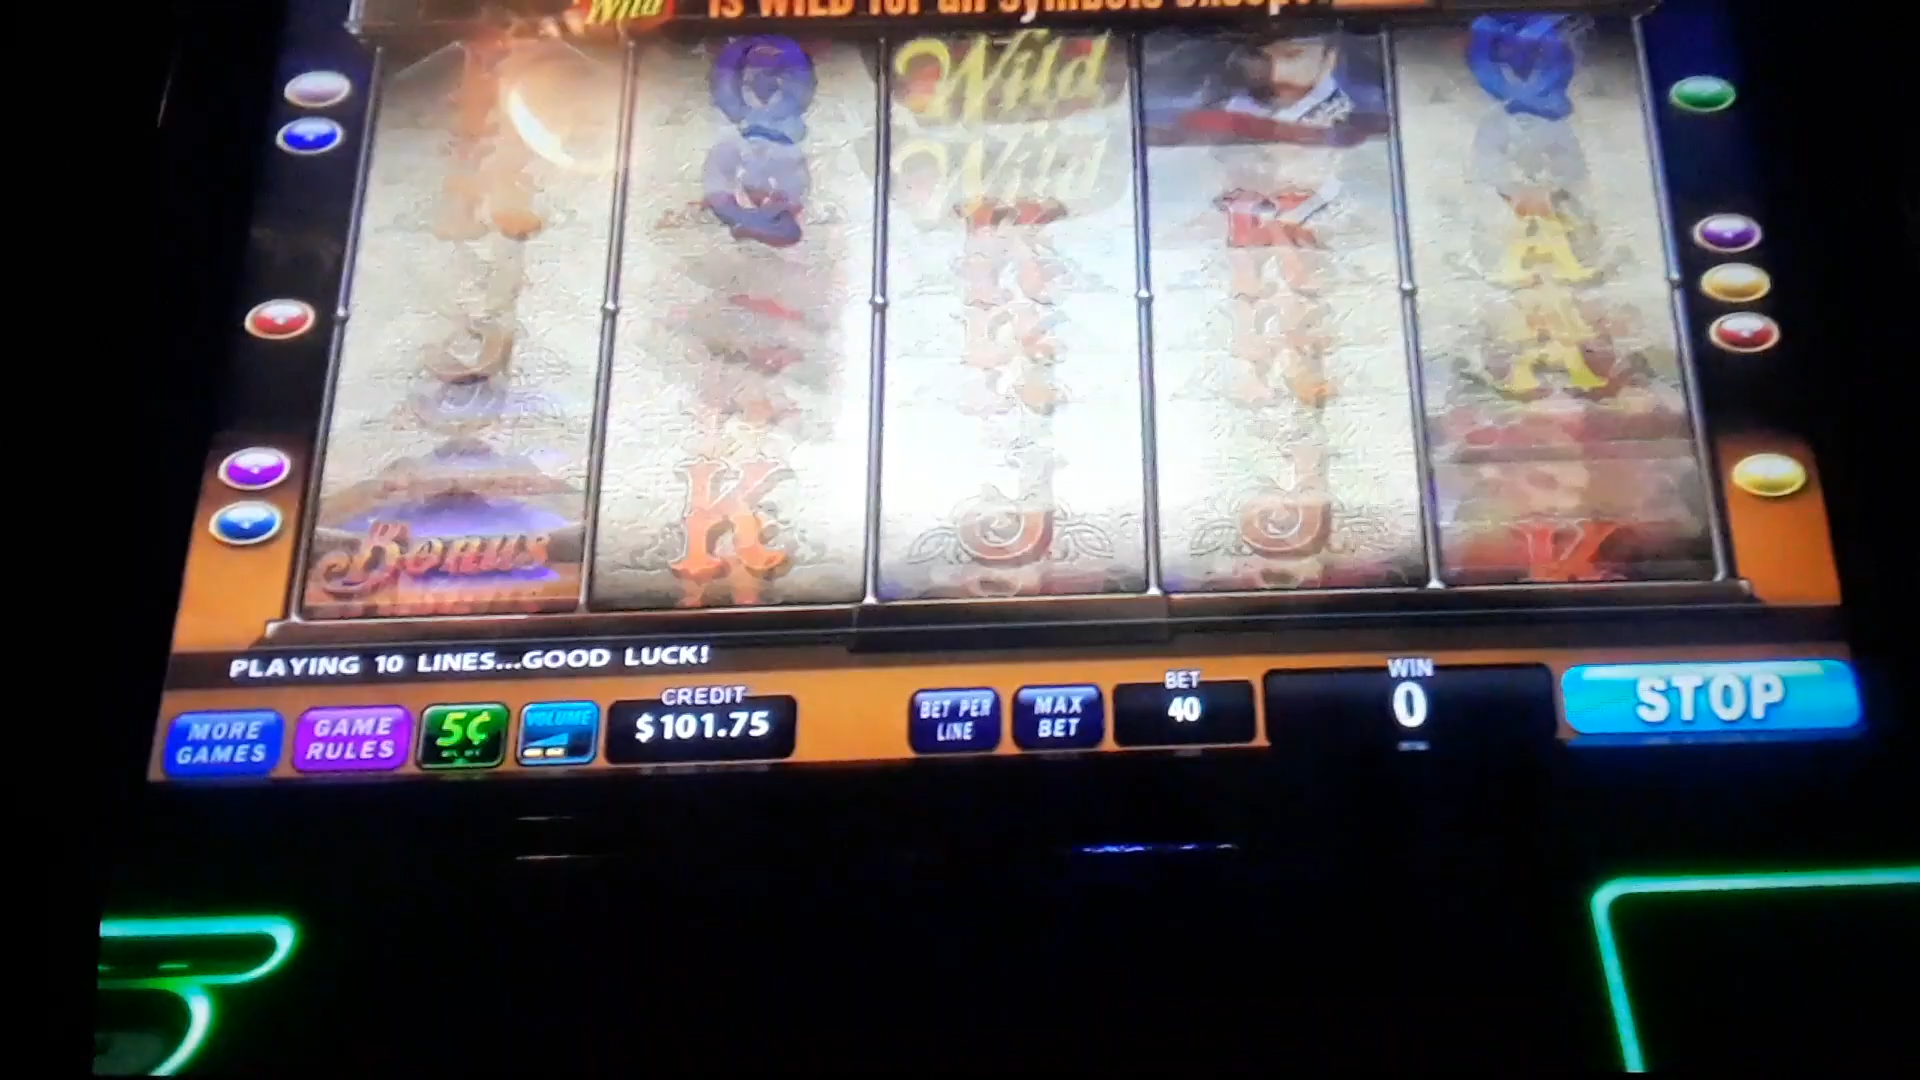 Wild IS WILD for all symbols except
Q Wild Q
Wild
K K A
J A
Bonus K J J K
PLAYING 10 LINES...GOOD LUCK!
MORE GAMES
GAME RULES
5¢
VOLUME
CREDIT
$101.75
BET PER LINE
MAX BET
BET
40
WIN
0
STOP